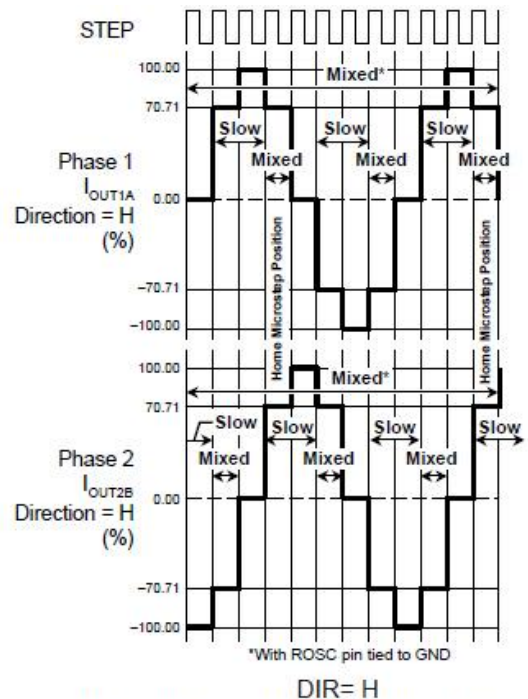 STEP
100.00
Mixed*
70.71
Slow
Slow
Slow
Mixed
Mixed
Mixed
Phase 1
IOUT1A
Direction = H
(%)
0.00
Home Microstep Position
Home Microstep Position
–70.71
–100.00
100.00
Mixed*
70.71
Slow
Slow
Slow
Slow
Mixed
Mixed
Mixed
Phase 2
IOUT2B
Direction = H
(%)
0.00
–70.71
–100.00
*With ROSC pin tied to GND
DIR= H